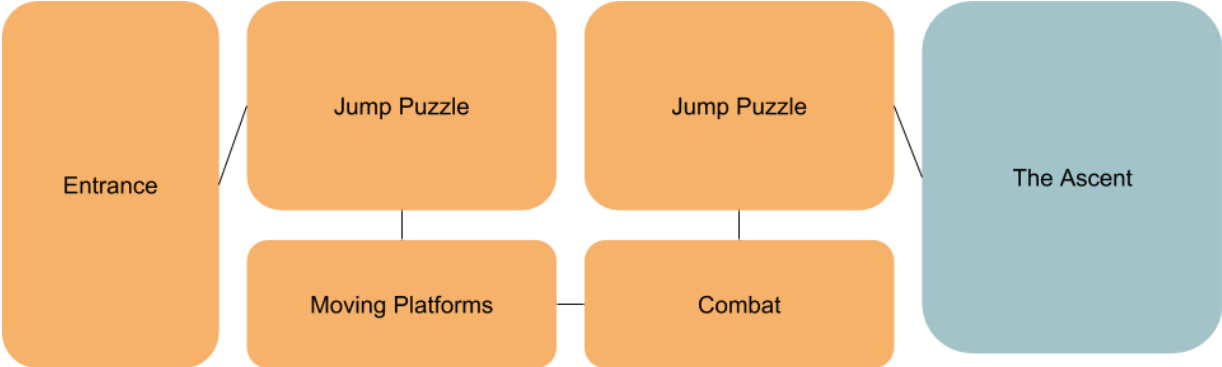 Entrance
Jump Puzzle
Jump Puzzle
The Ascent
Moving Platforms
Combat